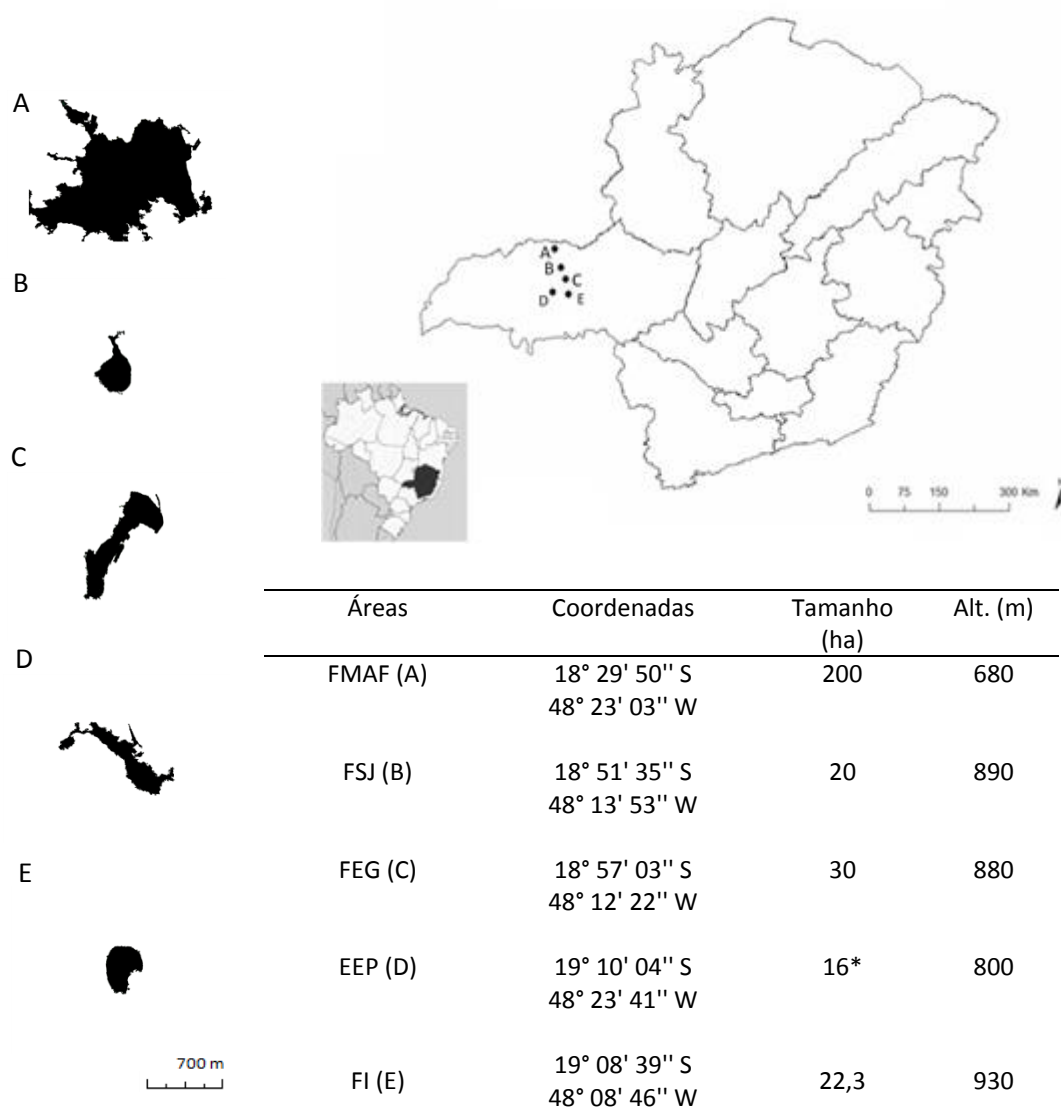 A
B
C
D
E
700 m
A
B
C
D
E
0 75 150 300 Km
Áreas Coordenadas Tamanho (ha) Alt. (m)
FMAF (A) 18° 29' 50'' S 200 680
48° 23' 03'' W
FSJ (B) 18° 51' 35'' S 20 890
48° 13' 53'' W
FEG (C) 18° 57' 03'' S 30 880
48° 12' 22'' W
EEP (D) 19° 10' 04'' S 16* 800
48° 23' 41'' W
FI (E) 19° 08' 39'' S 22,3 930
48° 08' 46'' W